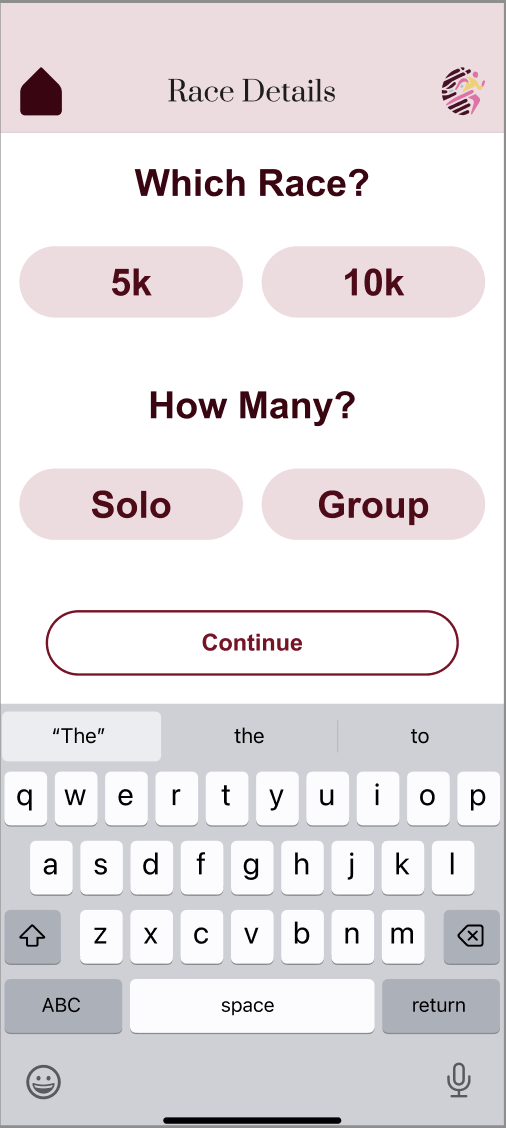 Race Details
Which Race?
5k 10k
How Many?
Solo Group
Continue
“The” the to
q w e r t y u i o p
a s d f g h j k l
z x c v b n m
ABC space return